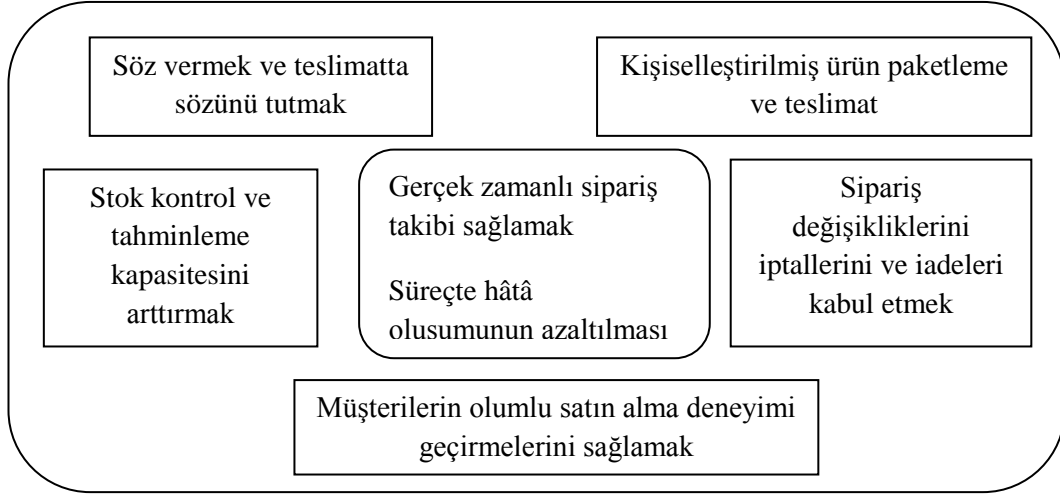 Söz vermek ve teslimatta
sözünü tutmak
Kişiselleştirilmiş ürün paketleme
ve teslimat
Stok kontrol ve
tahminleme
kapasitesini
arttırmak
Gerçek zamanlı sipariş
takibi sağlamak
Süreçte hâtâ
olusumunun azaltılması
Sipariş
değişikliklerini
iptallerini ve iadeleri
kabul etmek
Müşterilerin olumlu satın alma deneyimi
geçirmelerini sağlamak